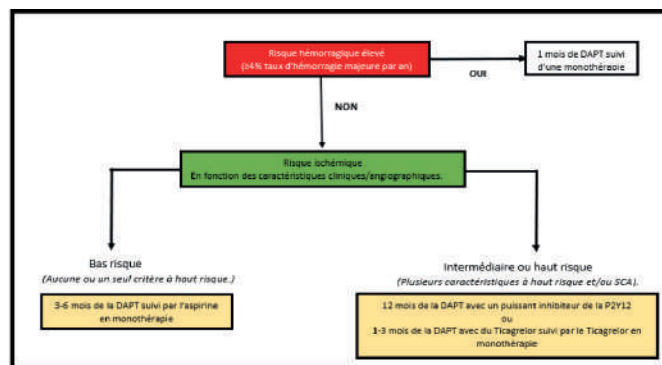 Risque hémorragique élevé
(≥4% taux d'hémorragie majeure par an)
OUI
1 mois de DAPT suivi
d'une monothérapie
NON
Risque ischémique
En fonction des caractéristiques cliniques/angiographiques.
Bas risque
(Aucune ou un seul critère à haut risque.)
3-6 mois de la DAPT suivi par l'aspirine
en monothérapie
Intermédiaire ou haut risque
(Plusieurs caractéristiques à haut risque et/ou SCA).
12 mois de la DAPT avec un puissant inhibiteur de la P2Y12
ou
1-3 mois de la DAPT avec du Ticagrelor suivi par le Ticagrelor en
monothérapie